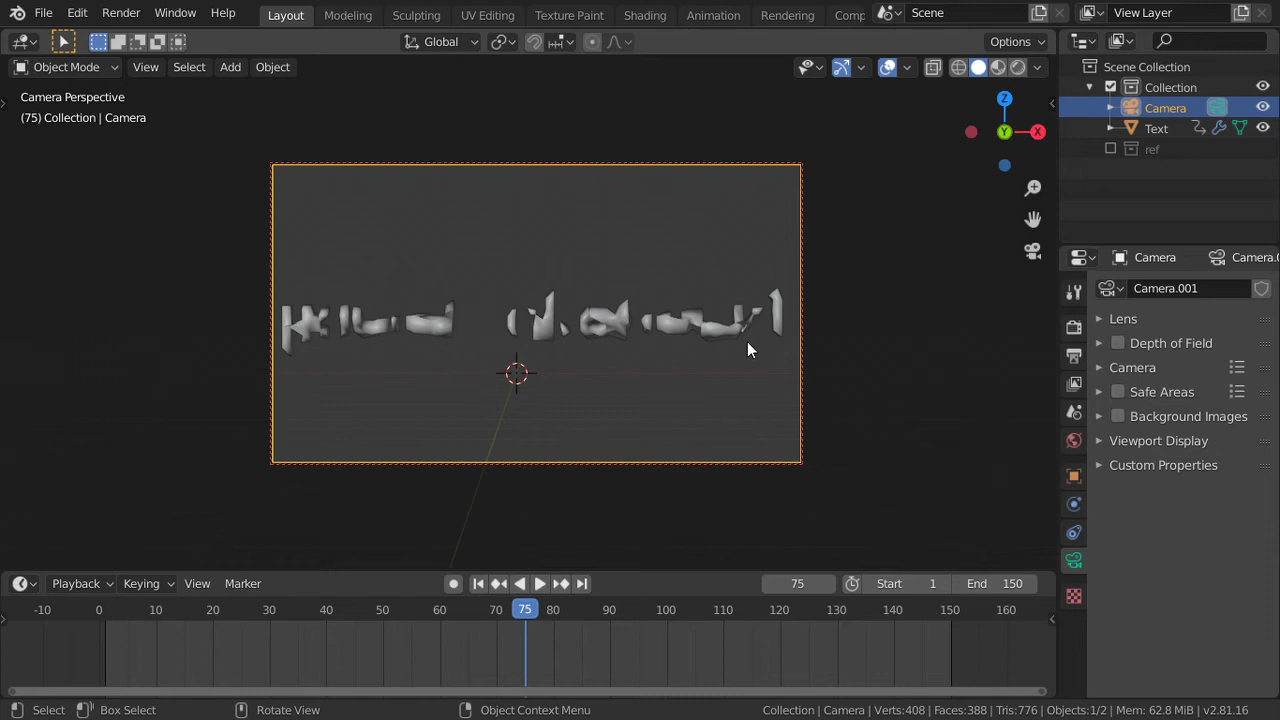 File Edit Render Window Help Layout Modeling Sculpting UV Editing Texture Paint Shading Animation Rendering Comp Scene View Layer
Global Options
Object Mode View Select Add Object
Scene Collection
Collection
Camera
Text
ref
Camera Perspective
(75) Collection | Camera
Z
Y
X
Camera Camera.0
Camera.001
Lens
Depth of Field
Camera
Safe Areas
Background Images
Viewport Display
Custom Properties
Playback Keying View Marker 75 Start 1 End 150
-10 0 10 20 30 40 50 60 70 75 80 90 100 110 120 130 140 150 160
Select Box Select Rotate View Object Context Menu Collection | Camera | Verts:408 | Faces:388 | Tris:776 | Objects:1/2 | Mem: 62.8 MiB | v2.81.16